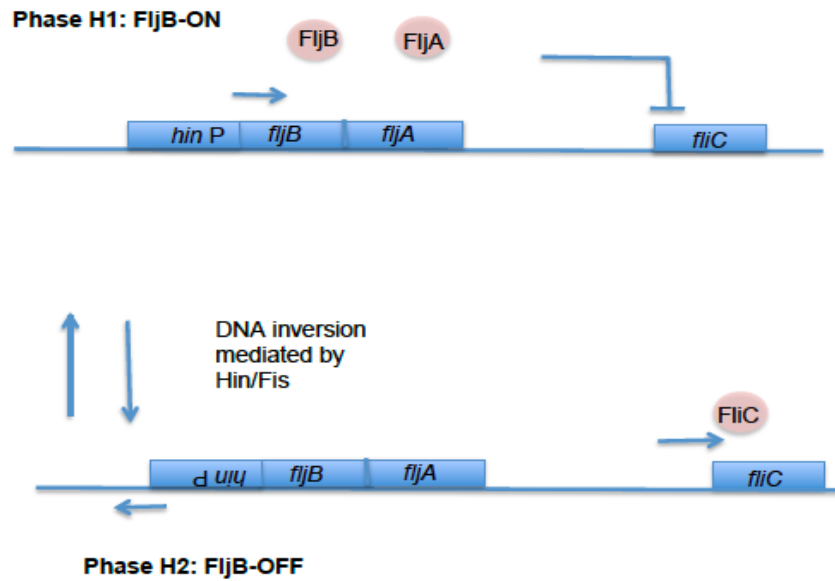 Phase H1: FljB-ON
FljB FljA
hin P fljB fljA fliC
DNA inversion
mediated by
Hin/Fis
FliC
hin P fljB fljA fliC
Phase H2: FljB-OFF